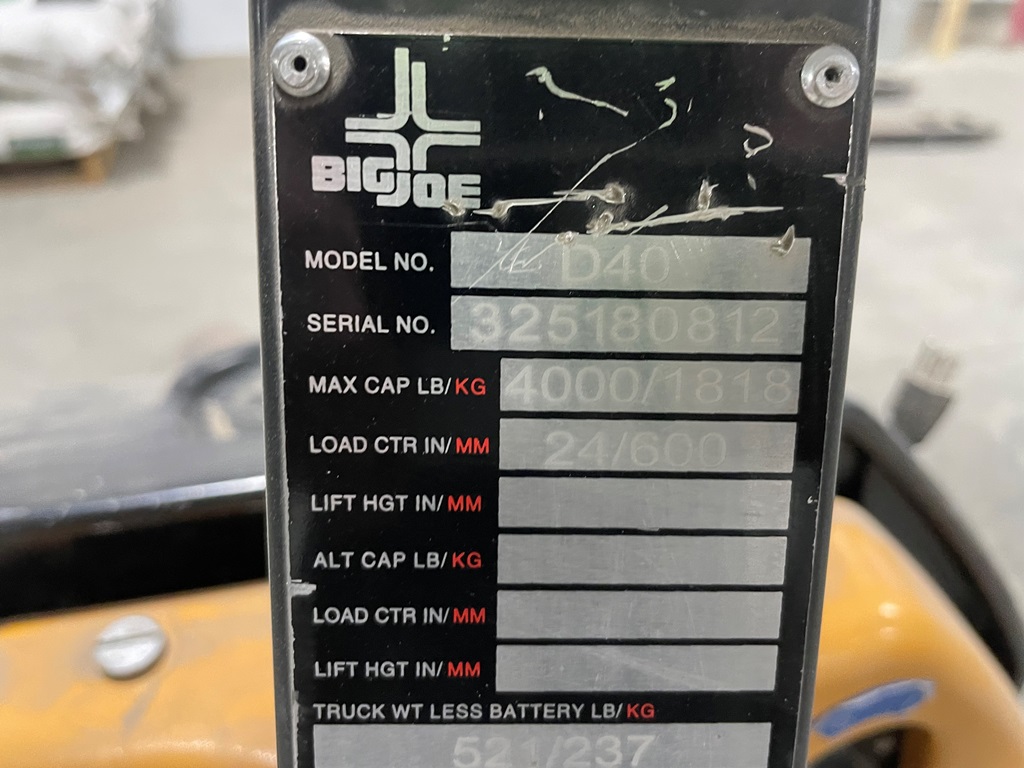 BIG JOE
MODEL NO. D40
SERIAL NO. 325180812
MAX CAP LB/KG 4000/1818
LOAD CTR IN/MM 24/600
LIFT HGT IN/MM
ALT CAP LB/KG
LOAD CTR IN/MM
LIFT HGT IN/MM
TRUCK WT LESS BATTERY LB/KG
521/237